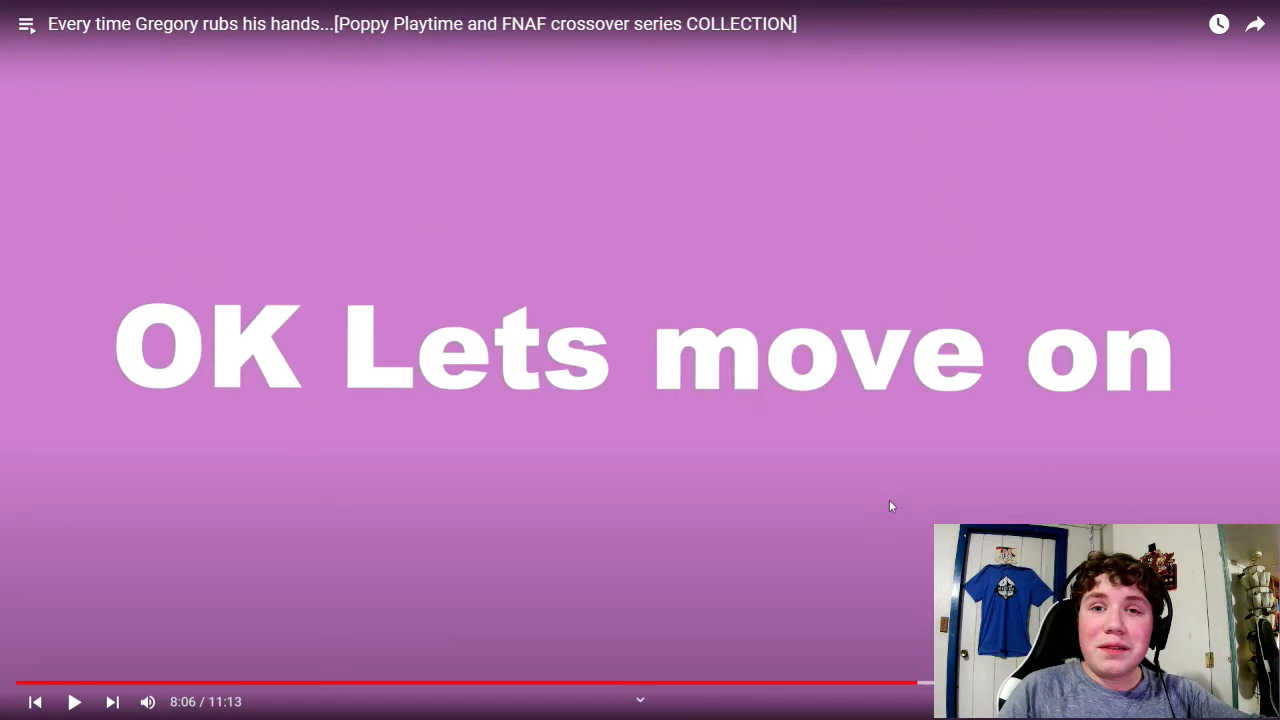 Every time Gregory rubs his hands...[Poppy Playtime and FNAF crossover series COLLECTION]
OK Lets move on
8:06 / 11:13